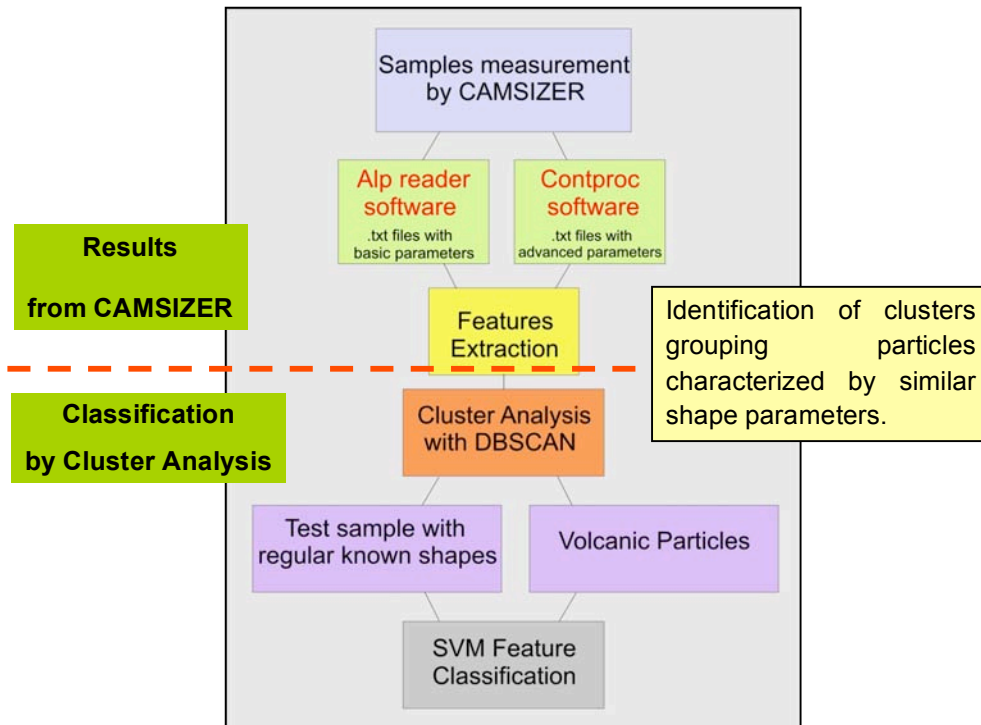 Samples measurement
by CAMSIZER
Alp reader
software
.txt files with
basic parameters
Contproc
software
.txt files with
advanced parameters
Results
from CAMSIZER
Features
Extraction
Identification of clusters
grouping particles
characterized by similar
shape parameters.
Classification
by Cluster Analysis
Cluster Analysis
with DBSCAN
Test sample with
regular known shapes
Volcanic Particles
SVM Feature
Classification